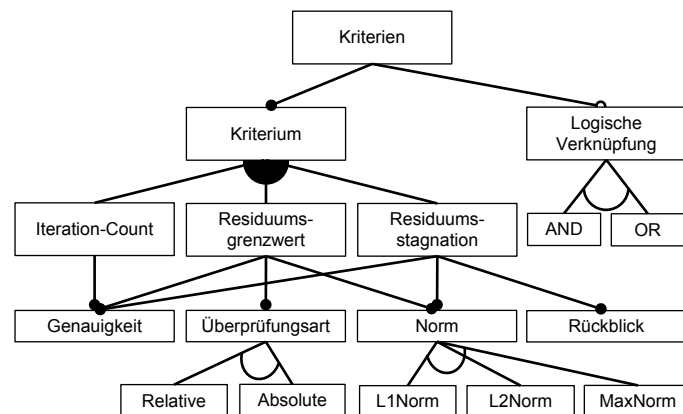 Kriterien
Kriterium
Logische
Verknüpfung
Iteration-Count
Residuums-
grenzwert
Residuums-
stagnation
AND
OR
Genauigkeit
Überprüfungsart
Norm
Rückblick
Relative
Absolute
L1Norm
L2Norm
MaxNorm